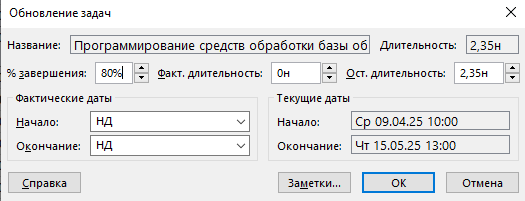 Обновление задач
Название: Программирование средств обработки базы об Длительность: 2,35н
% завершения: 80% Факт. длительность: 0н Ост. длительность: 2,35н
Фактические даты Текущие даты
Начало: НД Начало: Ср 09.04.25 10:00
Окончание: НД Окончание: Чт 15.05.25 13:00
Справка Заметки... ОК Отмена